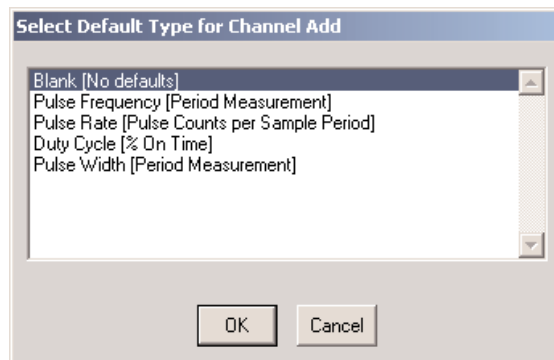 Select Default Type for Channel Add
Blank [No defaults]
Pulse Frequency [Period Measurement]
Pulse Rate [Pulse Counts per Sample Period]
Duty Cycle [% On Time]
Pulse Width [Period Measurement]
OK
Cancel